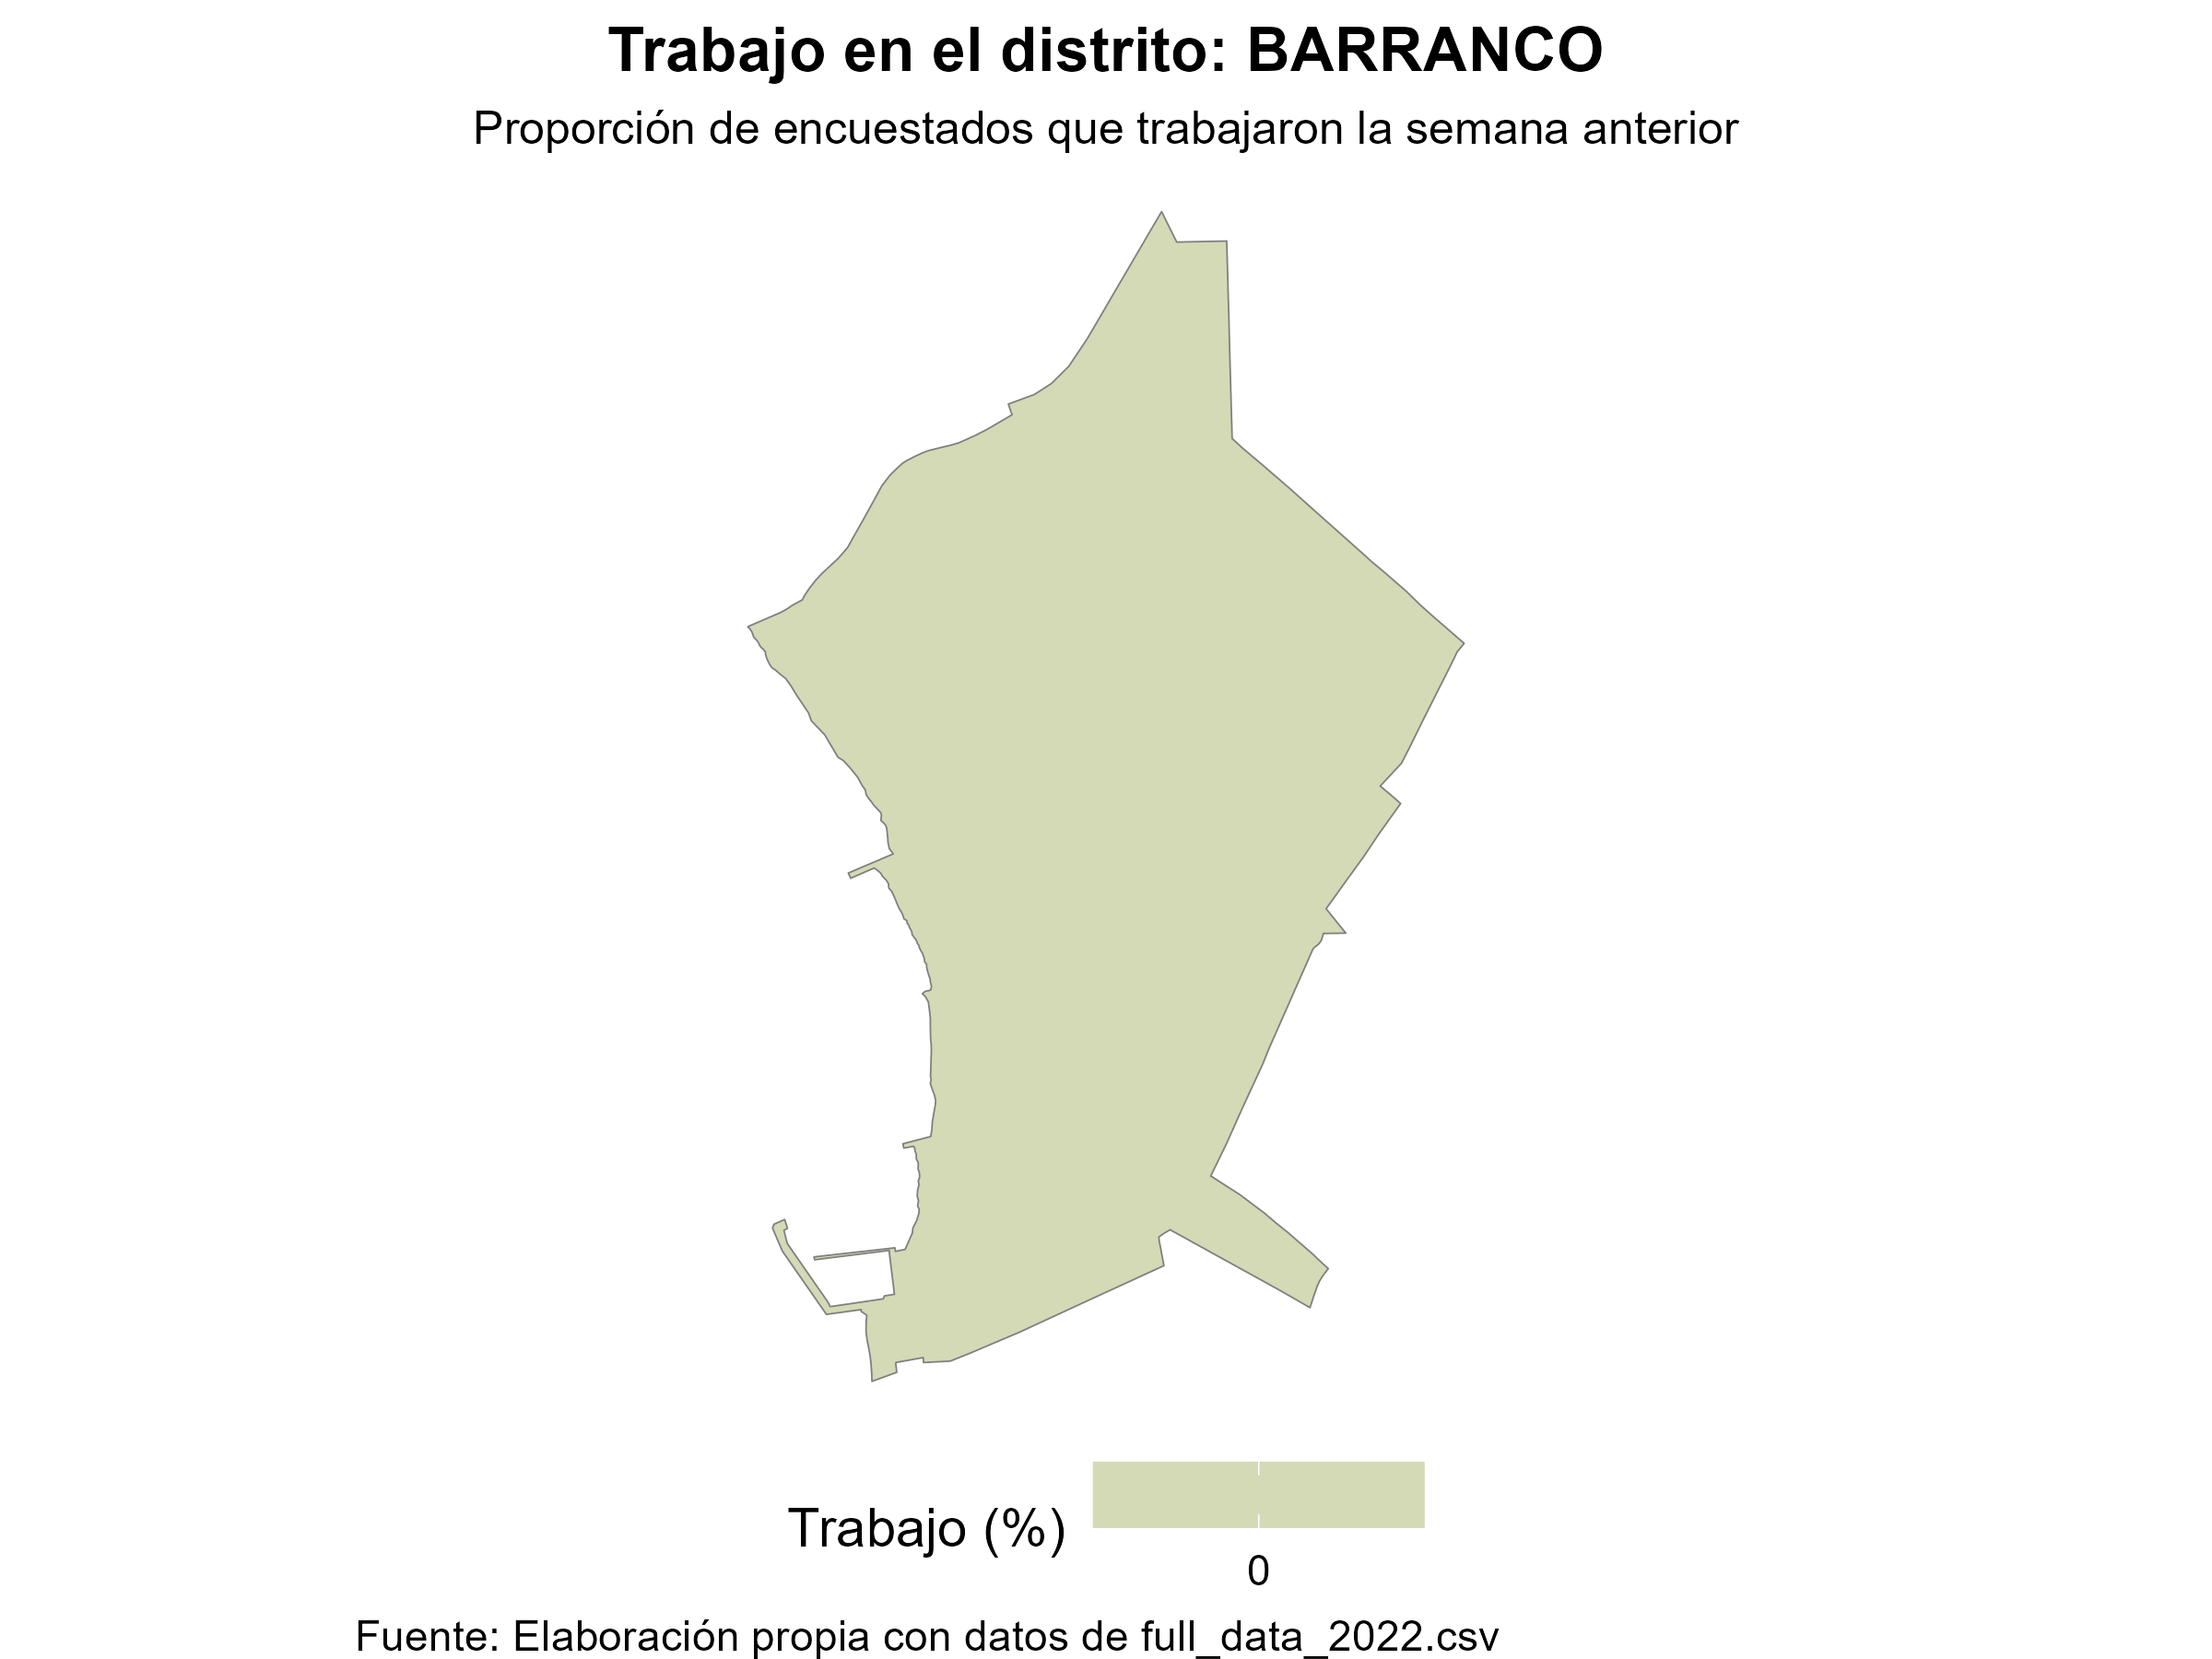 Trabajo en el distrito: BARRANCO
Proporción de encuestados que trabajaron la semana anterior
Trabajo (%)
0
Fuente: Elaboración propia con datos de full_data_2022.csv